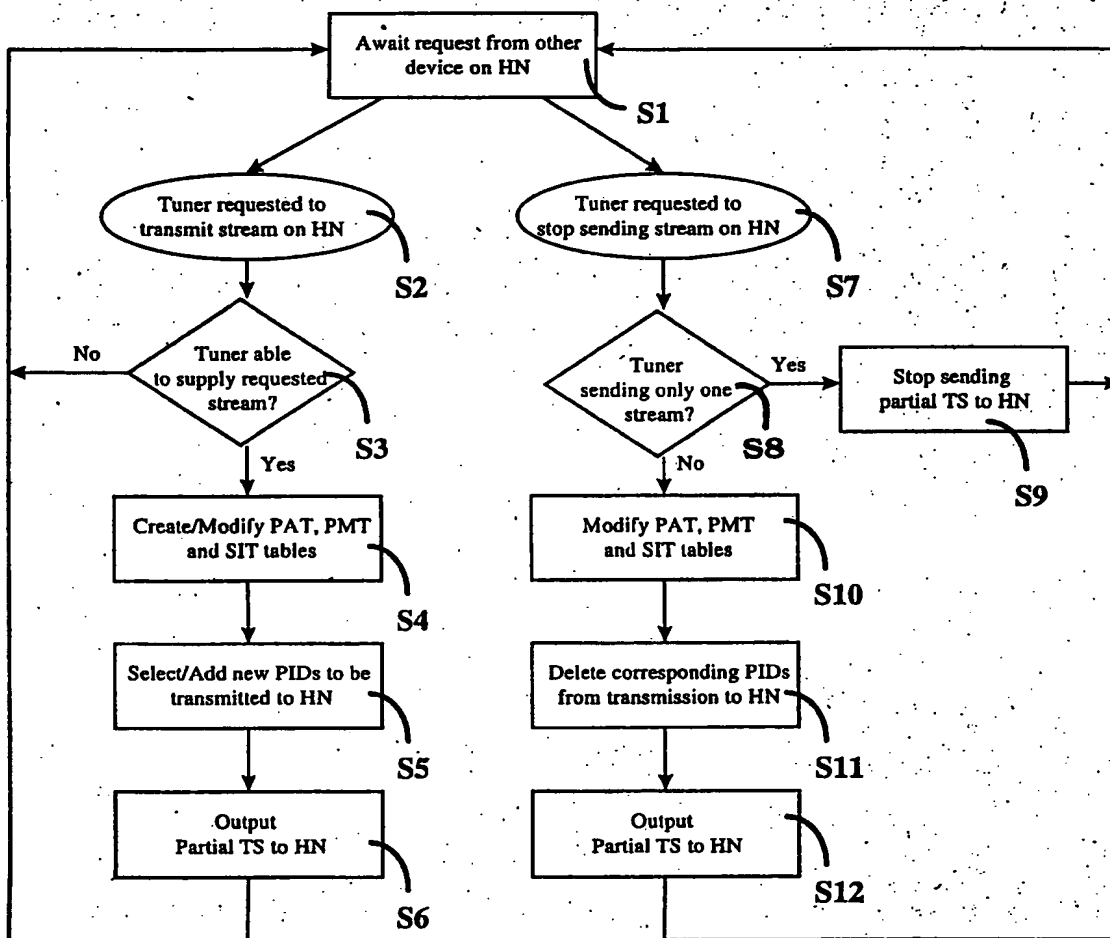 Await request from other
device on HN
S1
Tuner requested to
transmit stream on HN
S2
Tuner requested to
stop sending stream on HN
S7
No
Tuner able
to supply requested
stream?
S3
Yes
Tuner
sending only one
stream?
S8
Yes
No
Stop sending
partial TS to HN
S9
Create/Modify PAT, PMT
and SIT tables
S4
Modify PAT, PMT
and SIT tables
S10
Select/Add new PIDs to be
transmitted to HN
S5
Delete corresponding PIDs
from transmission to HN
S11
Output
Partial TS to HN
S6
Output
Partial TS to HN
S12